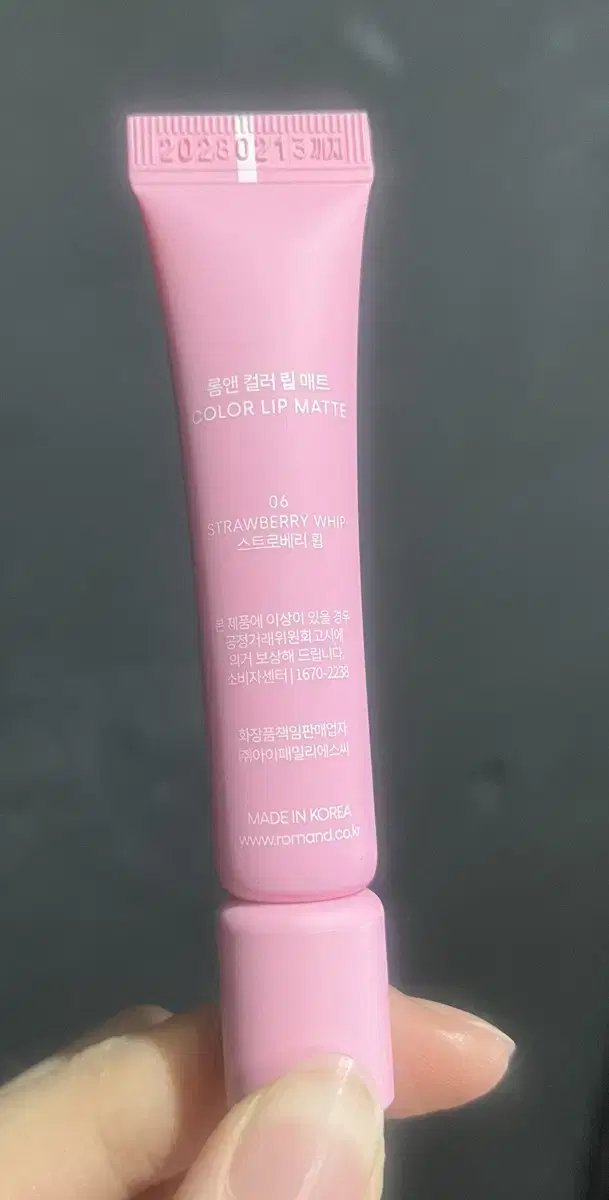 20280213까지
롬앤 컬러 립 매트
COLOR LIP MATTE
06
STRAWBERRY WHIP
스트로베리 휩
본 제품에 이상이 있을 경우
공정거래위원회고시에
의거 보상해 드립니다.
소비자센터 | 1670-2238
화장품책임판매업자
㈜아이패밀리에스씨
MADE IN KOREA
www.romand.co.kr